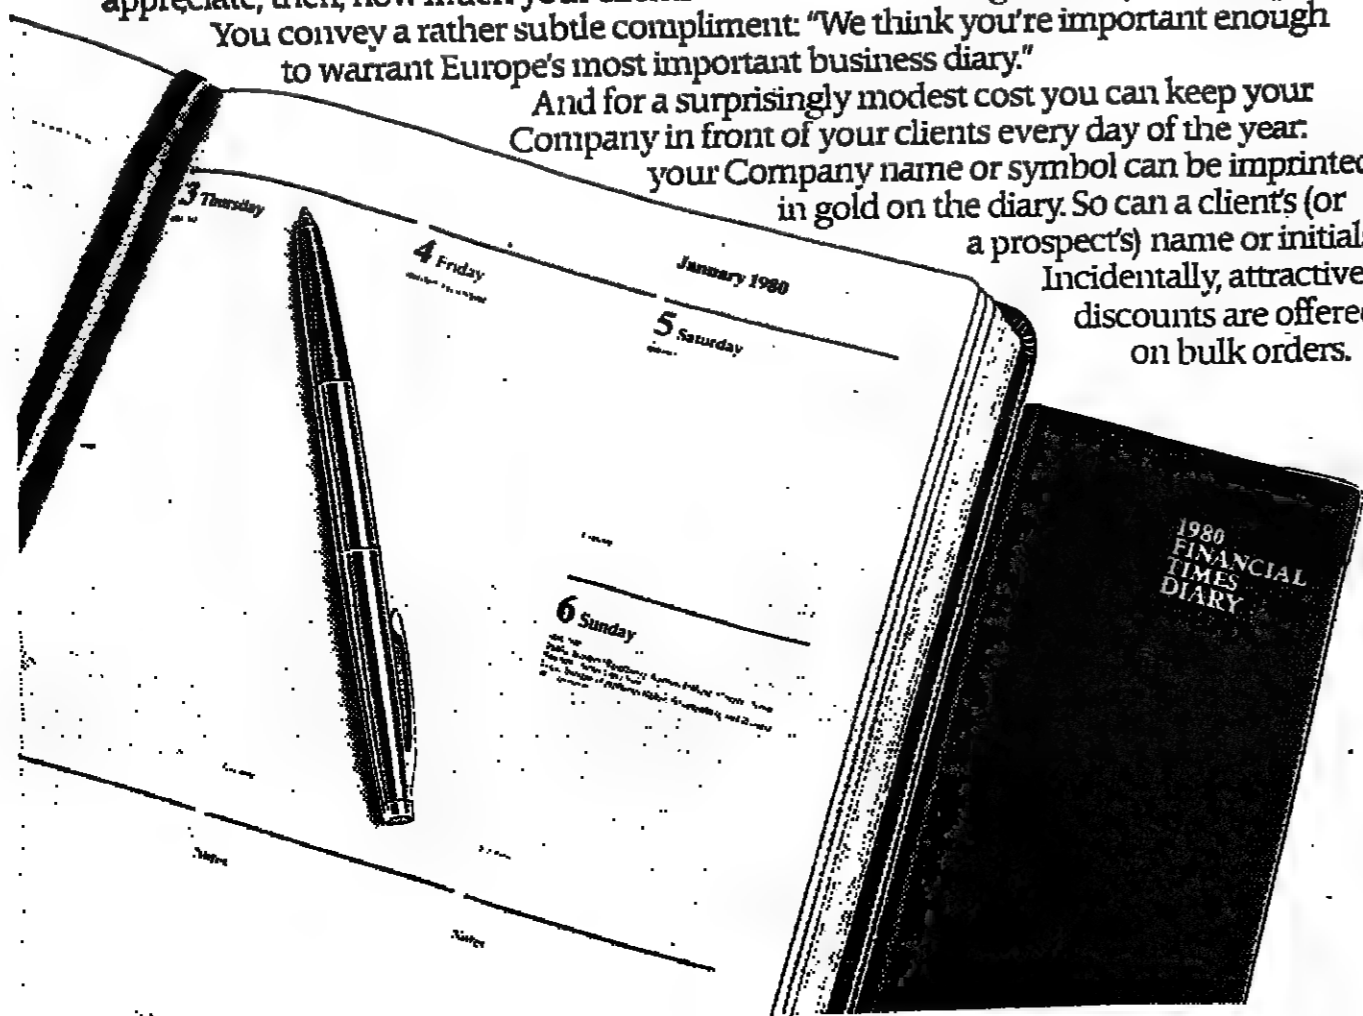 You convey a rather subtle compliment: “We think you're important enough
to warrant Europe's most important business diary.”
And for a surprisingly modest cost you can keep your
Company in front of your clients every day of the year:
your Company name or symbol can be imprinted
in gold on the diary. So can a client's (or
a prospect's) name or initials
Incidentally, attractive
discounts are offered
on bulk orders.
3 Thursday
4 Friday
January 1980
5 Saturday
6 Sunday
Notes
Notes
1980
FINANCIAL
TIMES
DIARY